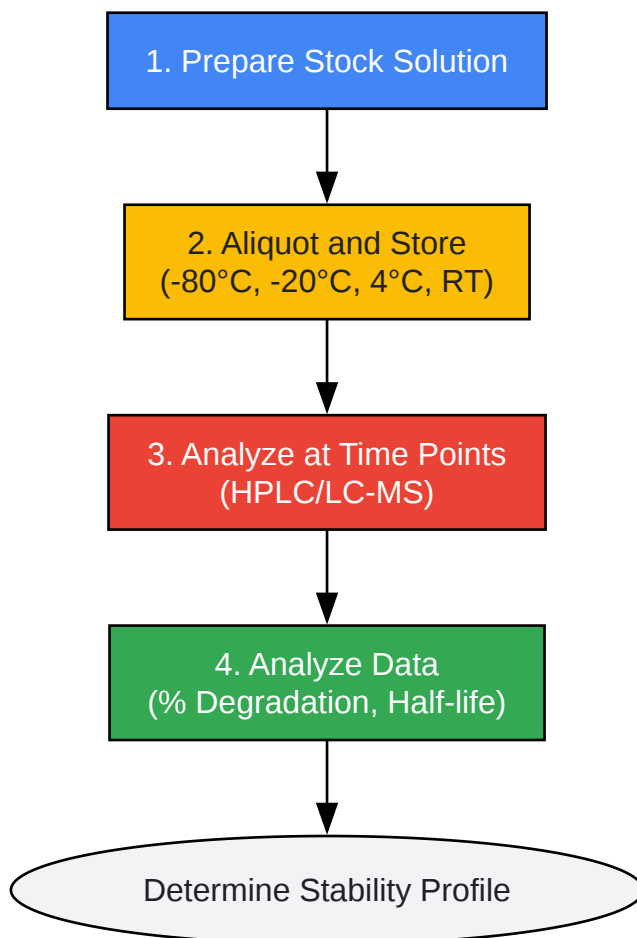 1. Prepare Stock Solution
2. Aliquot and Store
(-80°C, -20°C, 4°C, RT)
3. Analyze at Time Points
(HPLC/LC-MS)
4. Analyze Data
(% Degradation, Half-life)
Determine Stability Profile